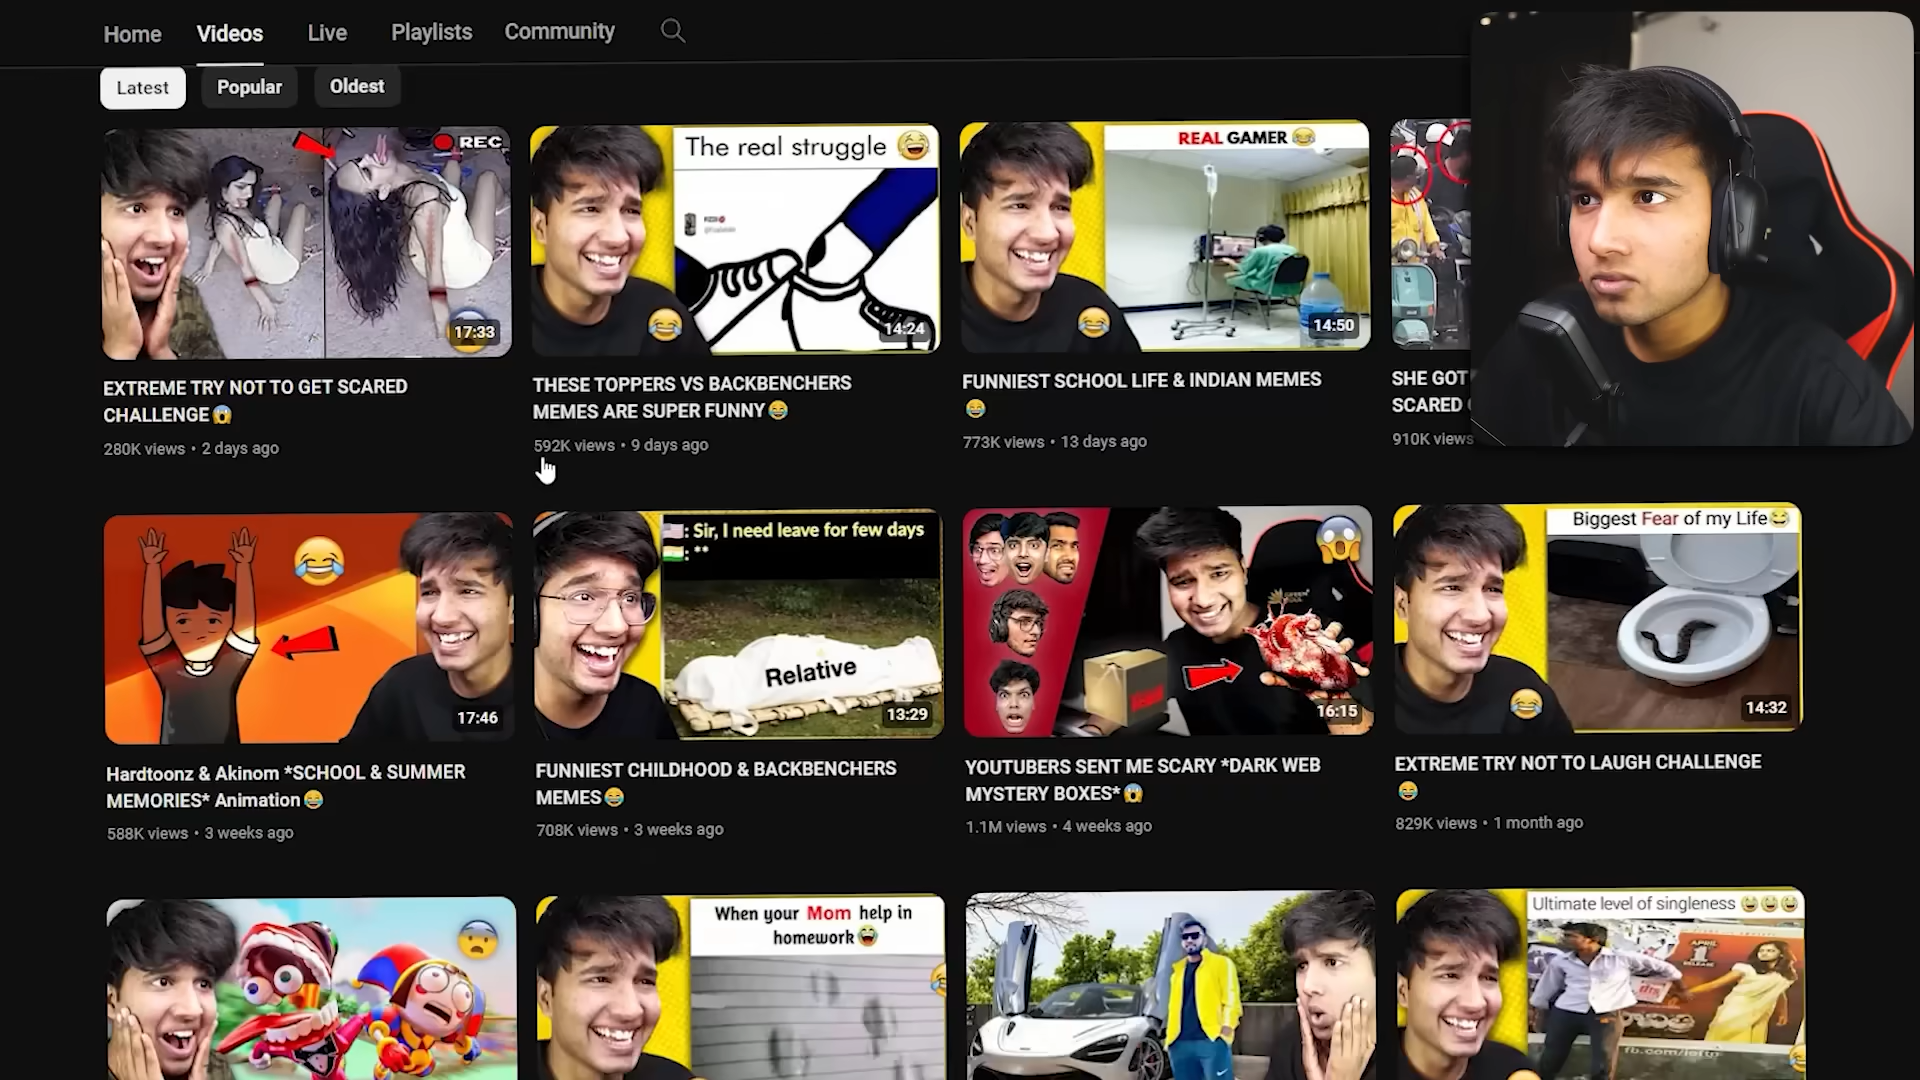 Home Videos Live Playlists Community
Latest Popular Oldest
REC
17:33
EXTREME TRY NOT TO GET SCARED
CHALLENGE😱
280K views • 2 days ago
The real struggle 😂
14:24
THESE TOPPERS VS BACKBENCHERS
MEMES ARE SUPER FUNNY😂
592K views • 9 days ago
REAL GAMER 😂
14:50
FUNNIEST SCHOOL LIFE & INDIAN MEMES
😂
773K views • 13 days ago
SHE GOT
SCARED
910K views
17:46
Hardtoonz & Akinom *SCHOOL & SUMMER
MEMORIES* Animation😂
588K views • 3 weeks ago
🇺🇸: Sir, I need leave for few days
🇮🇳: **
Relative
13:29
FUNNIEST CHILDHOOD & BACKBENCHERS
MEMES😂
708K views • 3 weeks ago
16:15
YOUTUBERS SENT ME SCARY *DARK WEB
MYSTERY BOXES*😱
1.1M views • 4 weeks ago
Biggest Fear of my Life😂
14:32
EXTREME TRY NOT TO LAUGH CHALLENGE
😂
829K views • 1 month ago
When your Mom help in
homework😂
Ultimate level of singleness 😂😂😂
APRIL
1
RELEASE